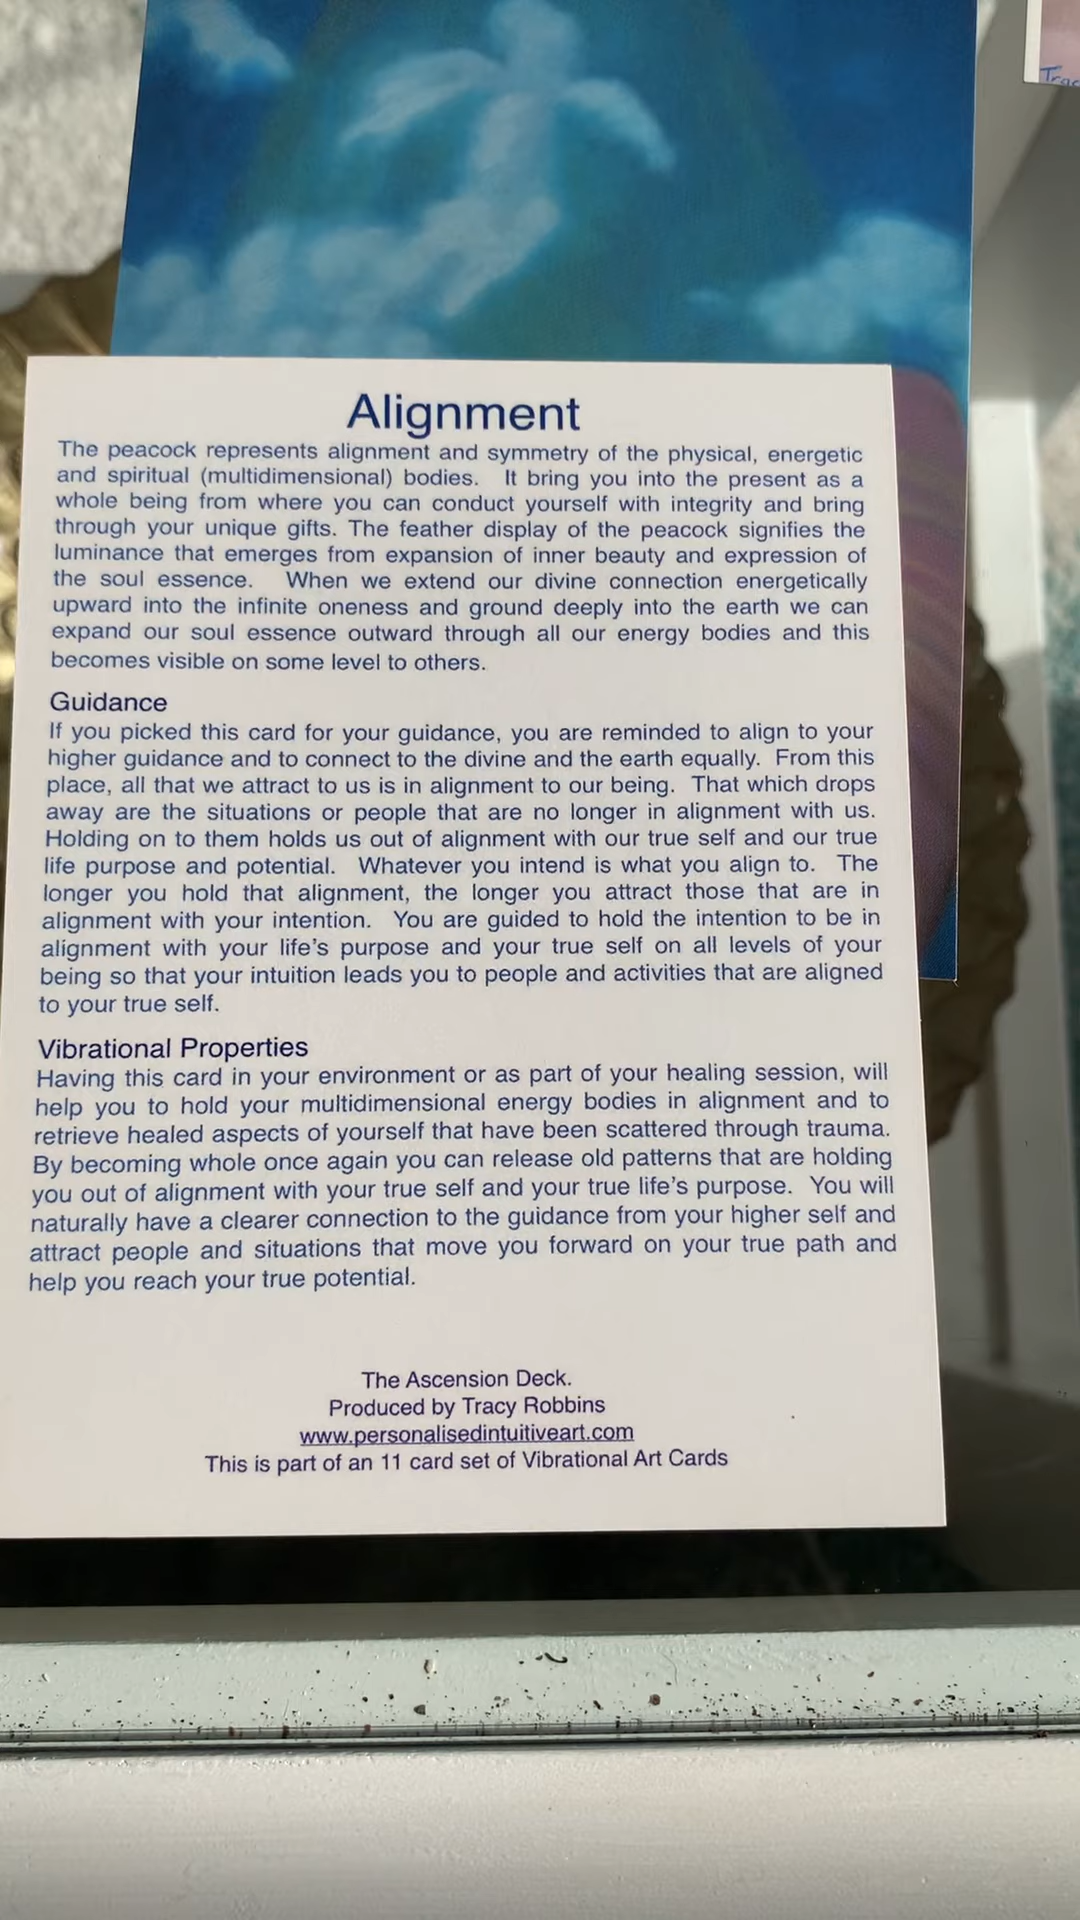 Trac
Alignment
The peacock represents alignment and symmetry of the physical, energetic
and spiritual (multidimensional) bodies. It bring you into the present as a
whole being from where you can conduct yourself with integrity and bring
through your unique gifts. The feather display of the peacock signifies the
luminance that emerges from expansion of inner beauty and expression of
the soul essence. When we extend our divine connection energetically
upward into the infinite oneness and ground deeply into the earth we can
expand our soul essence outward through all our energy bodies and this
becomes visible on some level to others.
Guidance
If you picked this card for your guidance, you are reminded to align to your
higher guidance and to connect to the divine and the earth equally. From this
place, all that we attract to us is in alignment to our being. That which drops
away are the situations or people that are no longer in alignment with us.
Holding on to them holds us out of alignment with our true self and our true
life purpose and potential. Whatever you intend is what you align to. The
longer you hold that alignment, the longer you attract those that are in
alignment with your intention. You are guided to hold the intention to be in
alignment with your life's purpose and your true self on all levels of your
being so that your intuition leads you to people and activities that are aligned
to your true self.
Vibrational Properties
Having this card in your environment or as part of your healing session, will
help you to hold your multidimensional energy bodies in alignment and to
retrieve healed aspects of yourself that have been scattered through trauma.
By becoming whole once again you can release old patterns that are holding
you out of alignment with your true self and your true life's purpose. You will
naturally have a clearer connection to the guidance from your higher self and
attract people and situations that move you forward on your true path and
help you reach your true potential.
The Ascension Deck.
Produced by Tracy Robbins
www.personalisedintuitiveart.com
This is part of an 11 card set of Vibrational Art Cards